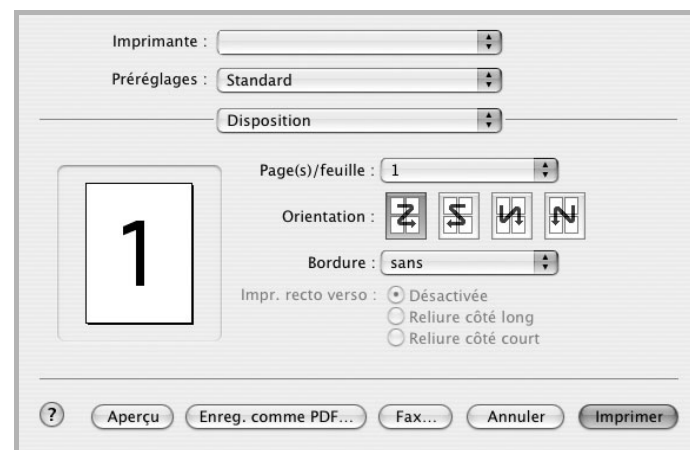 Imprimante :
Préréglages : Standard
Disposition
Page(s)/feuille : 1
1
Orientation :
Bordure : sans
Impr. recto verso : Désactivée
Reliure côté long
Reliure côté court
? Aperçu Enreg. comme PDF... Fax... Annuler Imprimer